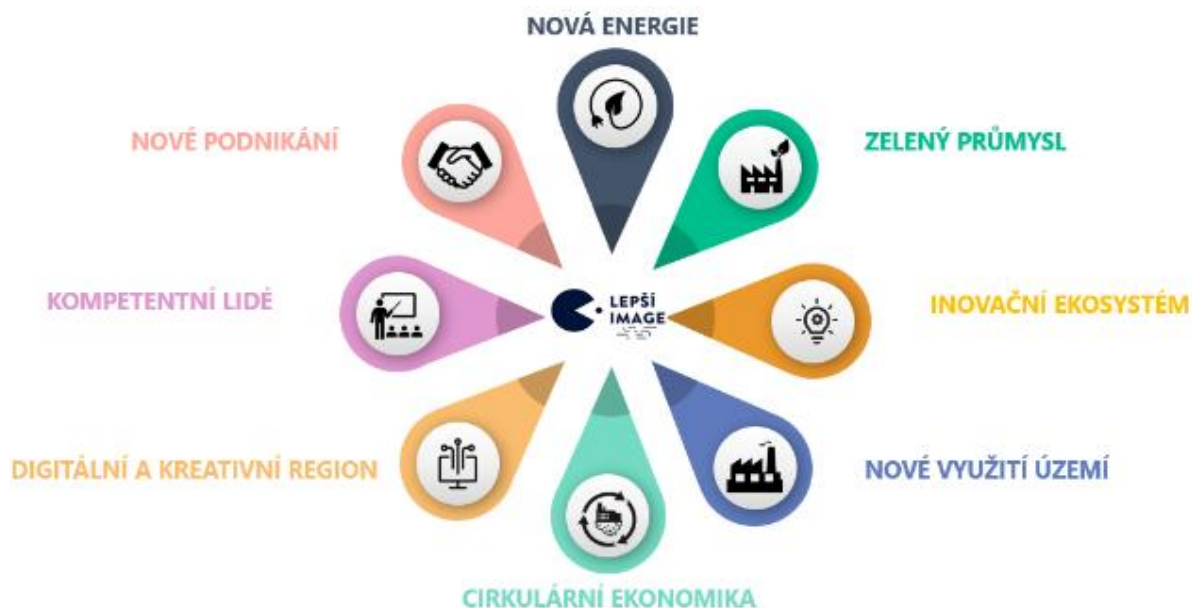 NOVÁ ENERGIE
NOVÉ PODNIKÁNÍ
ZELENÝ PRŮMYSL
KOMPETENTNÍ LIDÉ
LEPŠÍ
IMAGE
INOVAČNÍ EKOSYSTÉM
DIGITÁLNÍ A KREATIVNÍ REGION
NOVÉ VYUŽITÍ ÚZEMÍ
CIRKULÁRNÍ EKONOMIKA